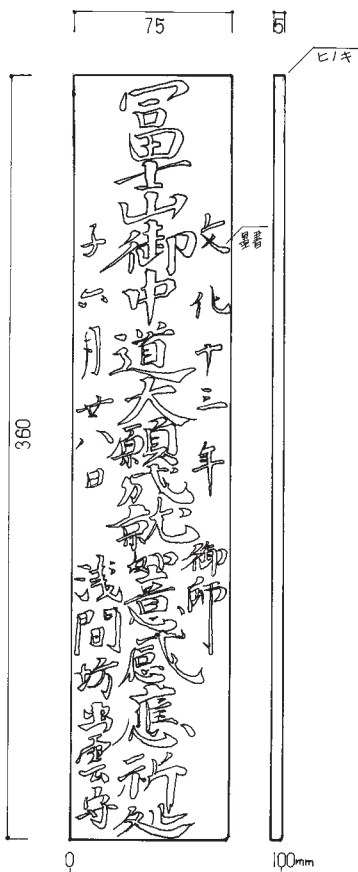 75
5
ヒノキ
墨書
360
文化十三年 御師
冨士山御中道大願成就應祈
子六月廿八日 浅間坊出雲守
0
100mm